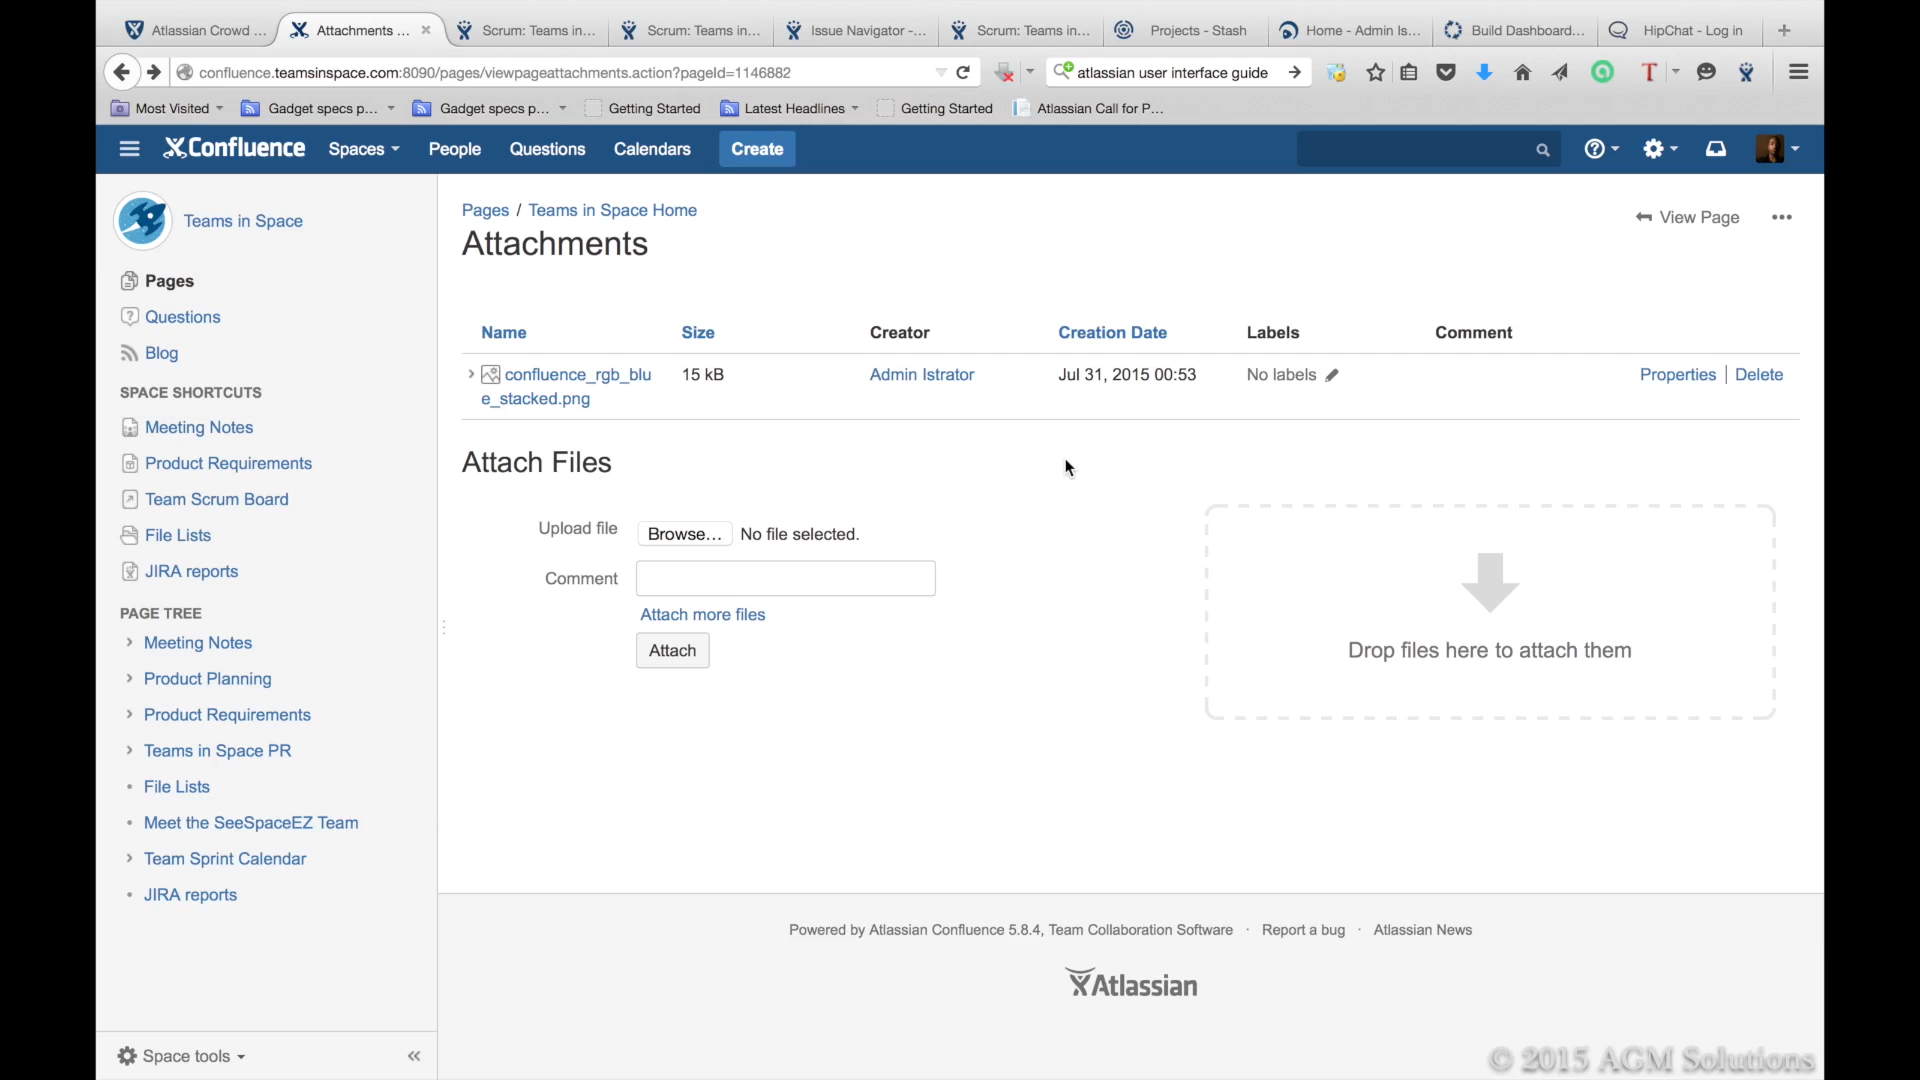 Atlassian Crowd ...
Attachments ...
Scrum: Teams in...
Scrum: Teams in...
Issue Navigator -...
Scrum: Teams in...
Projects - Stash
Home - Admin Is...
Build Dashboard...
HipChat - Log in
confluence.teamsinspace.com:8090/pages/viewpageattachments.action?pageId=1146882
atlassian user interface guide
Most Visited
Gadget specs p...
Gadget specs p...
Getting Started
Latest Headlines
Getting Started
Atlassian Call for P...
Confluence
Spaces
People
Questions
Calendars
Create
Teams in Space
Pages
Questions
Blog
SPACE SHORTCUTS
Meeting Notes
Product Requirements
Team Scrum Board
File Lists
JIRA reports
PAGE TREE
Meeting Notes
Product Planning
Product Requirements
Teams in Space PR
File Lists
Meet the SeeSpaceEZ Team
Team Sprint Calendar
JIRA reports
Space tools
Pages / Teams in Space Home
View Page
Attachments
Name Size Creator Creation Date Labels Comment
confluence_rgb_blu 15 kB Admin Istrator Jul 31, 2015 00:53 No labels Properties | Delete
e_stacked.png
Attach Files
Upload file Browse... No file selected.
Comment
Attach more files
Attach
Drop files here to attach them
Powered by Atlassian Confluence 5.8.4, Team Collaboration Software · Report a bug · Atlassian News
Atlassian
© 2015 AGM Solutions